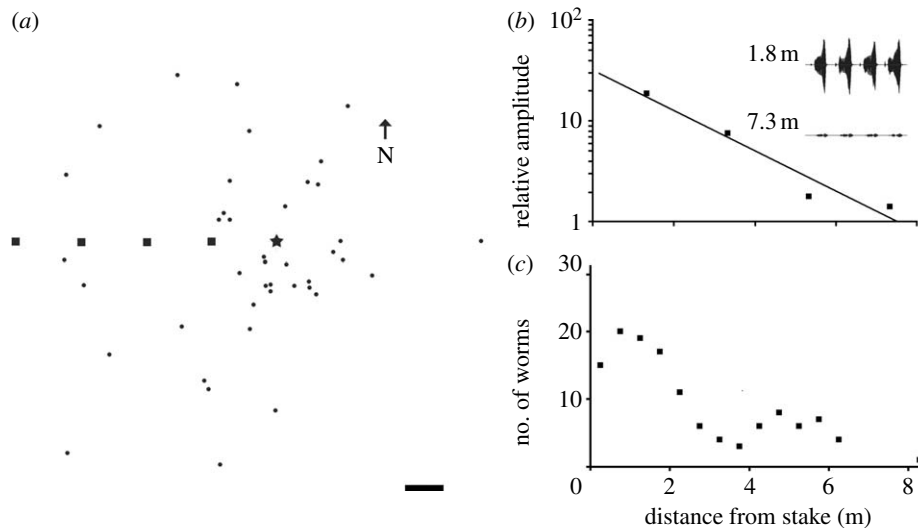 (a)
N
(b)
10²
10
1
relative amplitude
1.8 m
7.3 m
(c)
30
20
10
0
2
4
6
8
no. of worms
distance from stake (m)